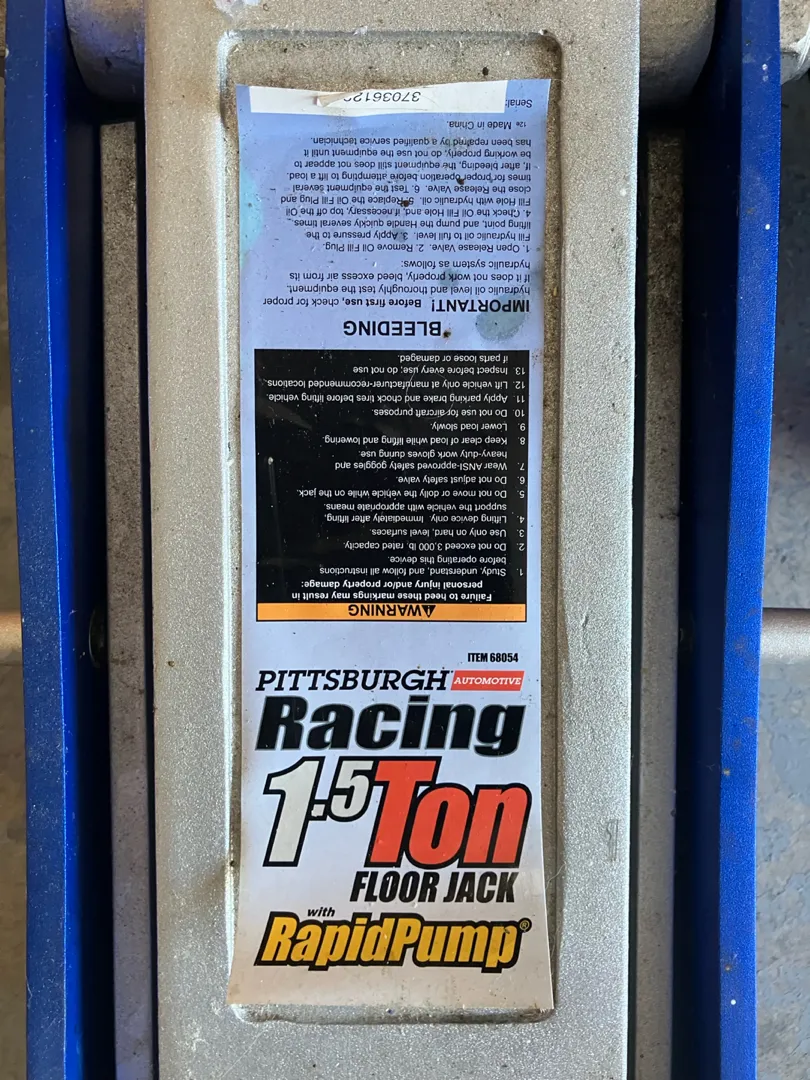 ITEM 68054
PITTSBURGH AUTOMOTIVE
Racing
1.5 Ton
FLOOR JACK
with
RapidPump®
⚠WARNING
Failure to heed these markings may result in
personal injury and/or property damage:
1. Study, understand, and follow all instructions
before operating this device.
2. Do not exceed 3,000 lb. rated capacity.
3. Use only on hard, level surfaces.
4. Lifting device only. Immediately after lifting,
support the vehicle with appropriate means.
5. Do not move or dolly the vehicle while on the jack.
6. Do not adjust safety valve.
7. Wear ANSI-approved safety goggles and
heavy-duty work gloves during use.
8. Keep clear of load while lifting and lowering.
9. Lower load slowly.
10. Do not use for aircraft purposes.
11. Apply parking brake and chock tires before lifting vehicle.
12. Lift vehicle only at manufacturer-recommended locations.
13. Inspect before every use; do not use
if parts or loose or damaged.
BLEEDING
IMPORTANT! Before first use, check for proper
hydraulic oil level and thoroughly test the equipment.
If it does not work properly, bleed excess air from its
hydraulic system as follows:
1. Open Release Valve. 2. Remove Oil Fill Plug.
Fill hydraulic oil to full level. 3. Apply pressure to the
lifting point, and pump the Handle quickly several times.
4. Check the Oil Fill Hole and, if necessary, top off the Oil
Fill Hole with hydraulic oil. 5. Replace the Oil Fill Plug and
close the Release Valve. 6. Test the equipment several
times for proper operation before attempting to lift a load.
If, after bleeding, the equipment still does not appear to
be working properly, do not use the equipment until it
has been repaired by a qualified service technician.
12e Made in China.
Serial: 37036122